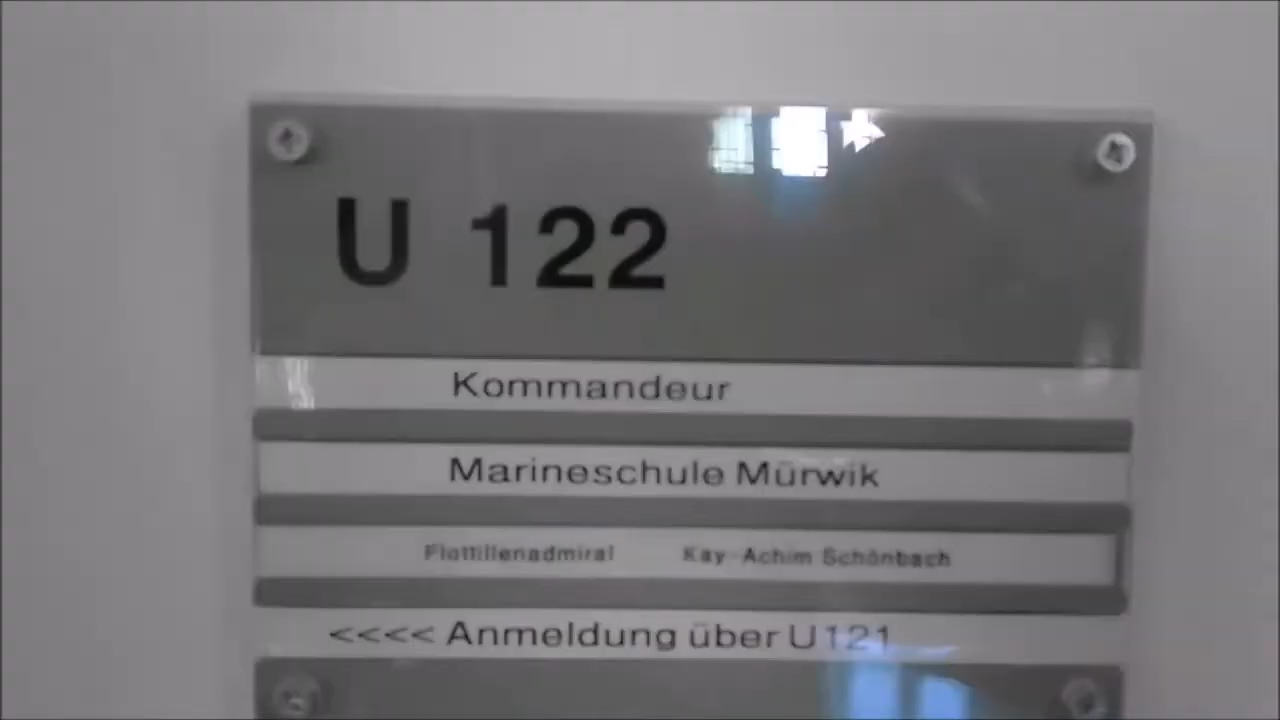 U 122
Kommandeur
Marineschule Mürwik
Flottillenadmiral Kay-Achim Schönbach
<<<< Anmeldung über U121